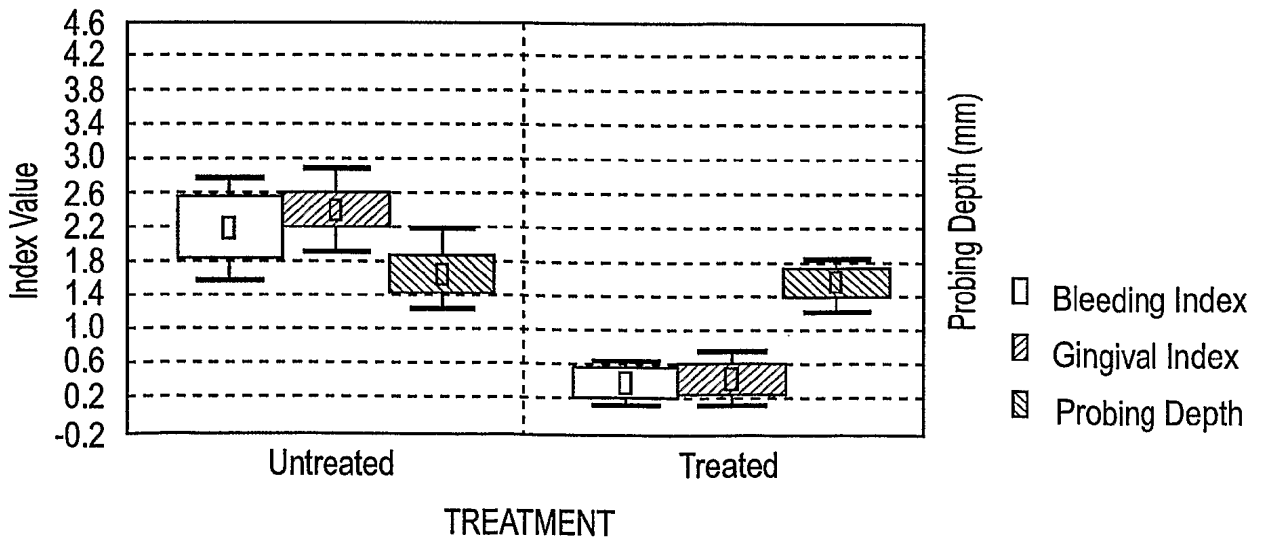 4.6
4.2
3.8
3.4
3.0
2.6
2.2
1.8
1.4
1.0
0.6
0.2
-0.2
Index Value
Untreated
Treated
TREATMENT
Probing Depth (mm)
Bleeding Index
Gingival Index
Probing Depth